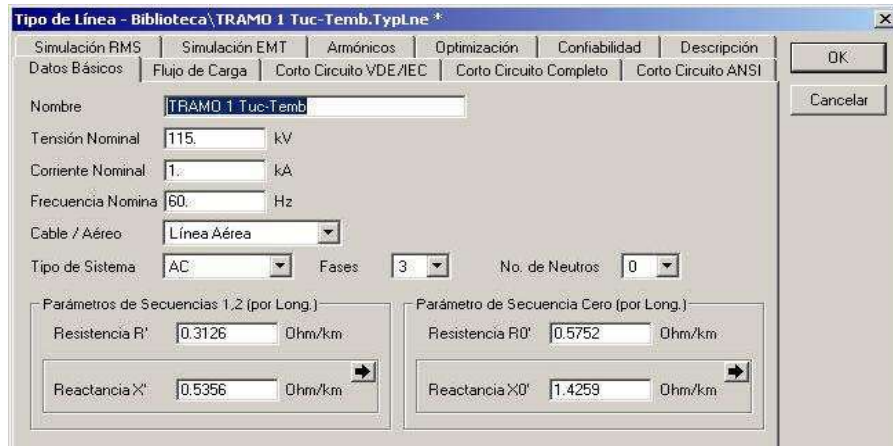 Tipo de Línea - Biblioteca\TRAMO 1 Tuc-Temb.TypLne *
Simulación RMS Simulación EMT Armónicos Optimización Confiabilidad Descripción
Datos Básicos Flujo de Carga Corto Circuito VDE/IEC Corto Circuito Completo Corto Circuito ANSI
OK
Cancelar
Nombre TRAMO 1 Tuc-Temb
Tensión Nominal 115. kV
Corriente Nominal 1. kA
Frecuencia Nomina 60. Hz
Cable / Aéreo Línea Aérea
Tipo de Sistema AC Fases 3 No. de Neutros 0
Parámetros de Secuencias 1,2 (por Long.) Parámetro de Secuencia Cero (por Long.)
Resistencia R' 0.3126 Ohm/km Resistencia R0' 0.5752 Ohm/km
Reactancia X' 0.5356 Ohm/km Reactancia X0' 1.4259 Ohm/km